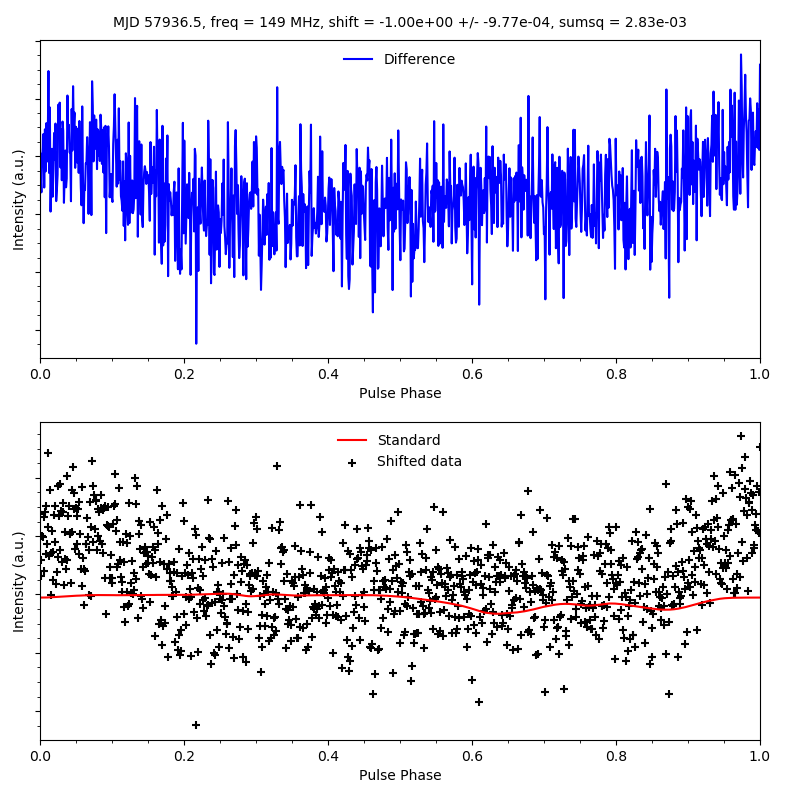 MJD 57936.5, freq = 149 MHz, shift = -1.00e+00 +/- -9.77e-04, sumsq = 2.83e-03
Difference
Intensity (a.u.)
0.0 0.2 0.4 0.6 0.8 1.0
Pulse Phase
Standard
Shifted data
Intensity (a.u.)
0.0 0.2 0.4 0.6 0.8 1.0
Pulse Phase